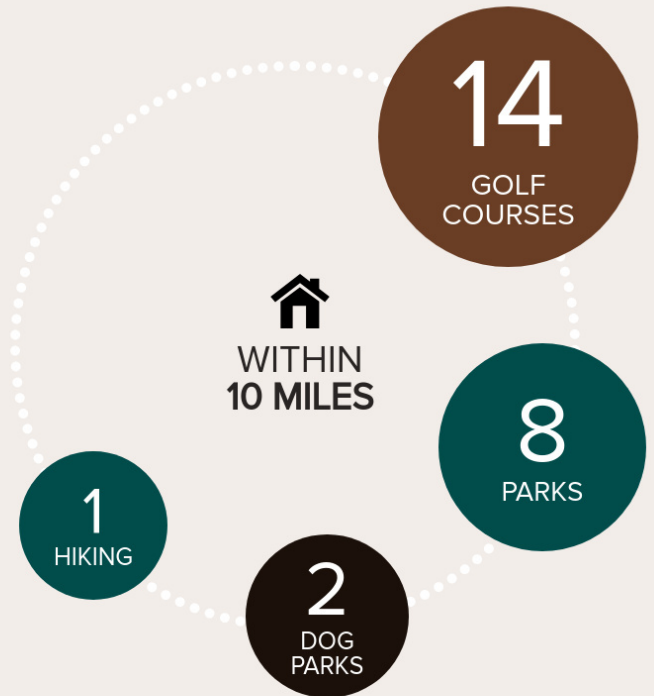 14
GOLF
COURSES
WITHIN
10 MILES
8
PARKS
1
HIKING
2
DOG
PARKS